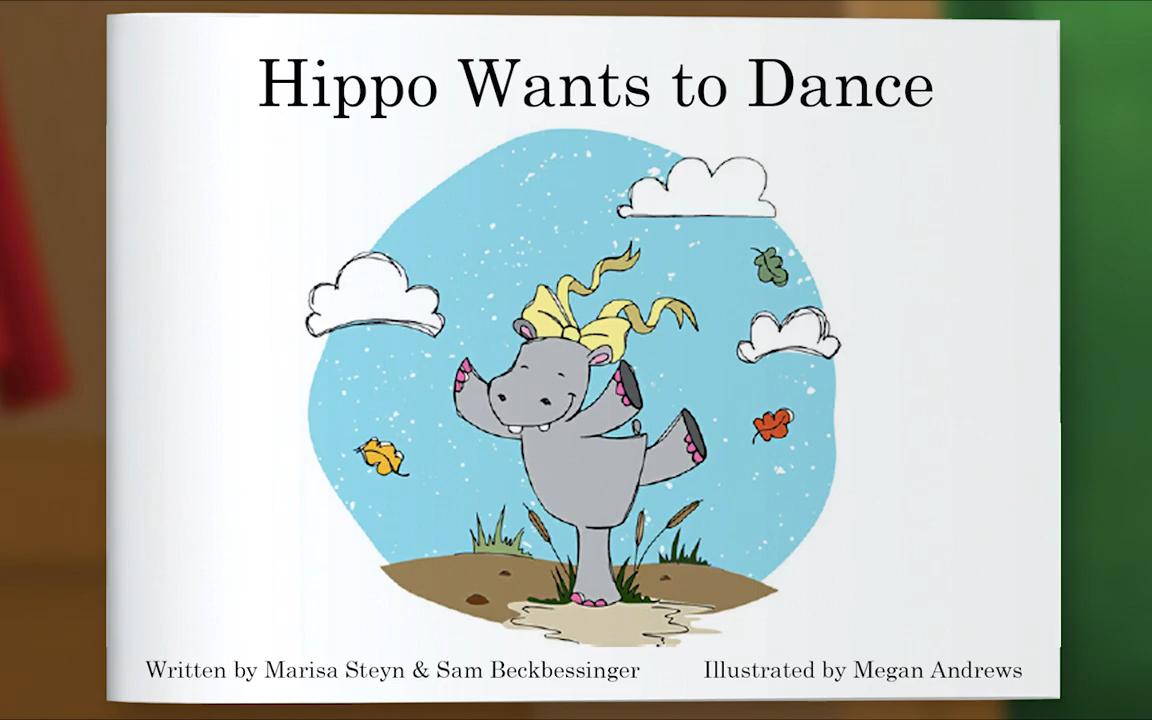 Hippo Wants to Dance
Written by Marisa Steyn & Sam Beckbessinger
Illustrated by Megan Andrews